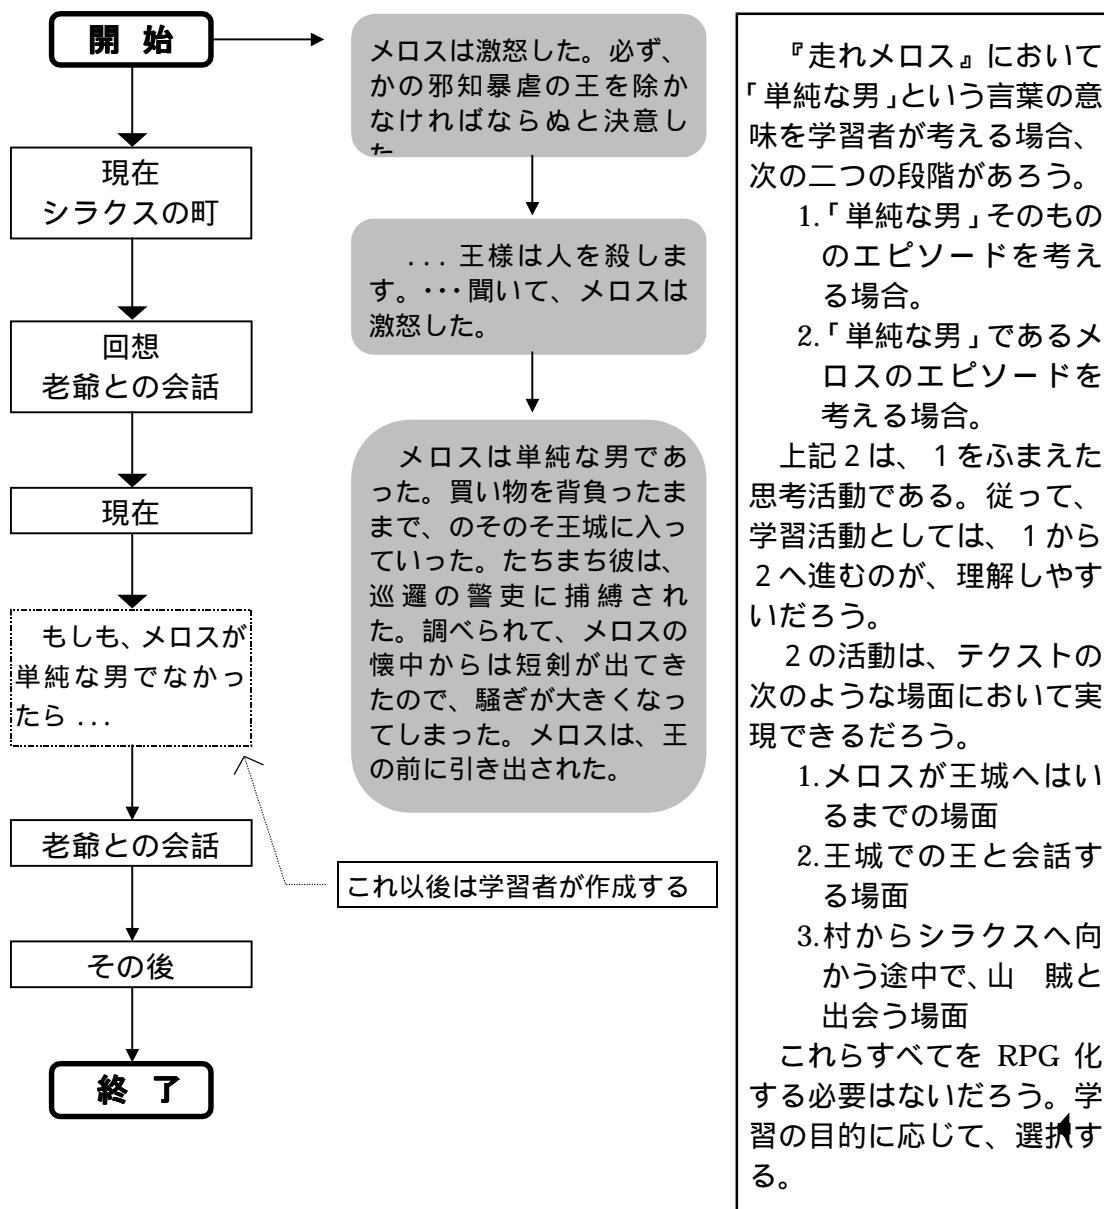 開 始
現在
シラクスの町
回想
老爺との会話
現在
もしも、メロスが
単純な男でなかっ
たら ...
老爺との会話
その後
終 了
メロスは激怒した。必ず、
かの邪知暴虐の王を除か
なければならぬと決意し
た
... 王様は人を殺しま
す。･･･聞いて、メロスは
激怒した。
メロスは単純な男であ
った。買い物を背負ったま
まで、のそのそ王城に入っ
ていった。たちまち彼は、
巡邏の警吏に捕縛され
た。調べられて、メロスの
懐中からは短剣が出てき
たので、騒ぎが大きくなっ
てしまった。メロスは、王
の前に引き出された。
これ以後は学習者が作成する
『走れメロス』において
「単純な男」という言葉の意
味を学習者が考える場合、
次の二つの段階があろう。
1.「単純な男」そのもの
のエピソードを考え
る場合。
2.「単純な男」であるメ
ロスのエピソードを
考える場合。
上記２は、１をふまえた
思考活動である。従って、
学習活動としては、１から
２へ進むのが、理解しやす
いだろう。
２の活動は、テクストの
次のような場面において実
現できるだろう。
1.メロスが王城へはい
るまでの場面
2.王城での王と会話す
る場面
3.村からシラクスへ向
かう途中で、山　賊と
出会う場面
これらすべてを RPG 化
する必要はないだろう。学
習の目的に応じて、選択す
る。